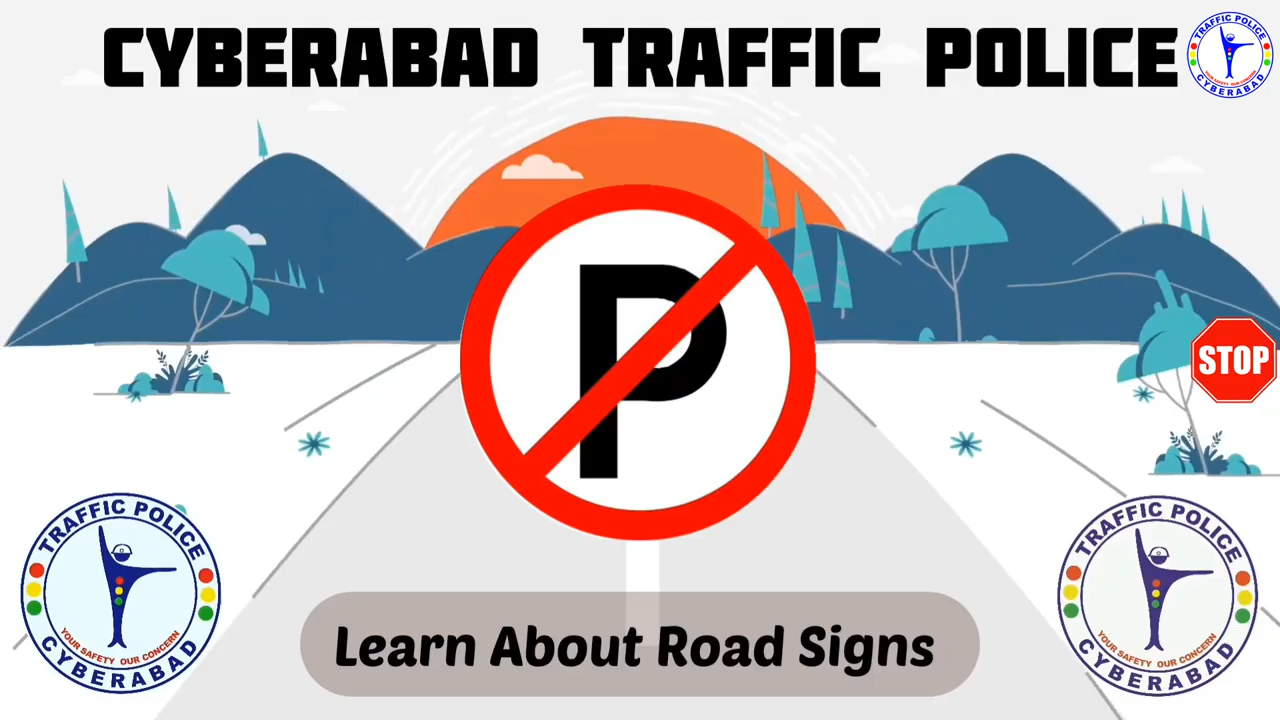 CYBERABAD TRAFFIC POLICE
TRAFFIC POLICE
YOUR SAFETY OUR CONCERN
CYBERABAD
P
STOP
TRAFFIC POLICE
YOUR SAFETY OUR CONCERN
CYBERABAD
TRAFFIC POLICE
YOUR SAFETY OUR CONCERN
CYBERABAD
Learn About Road Signs